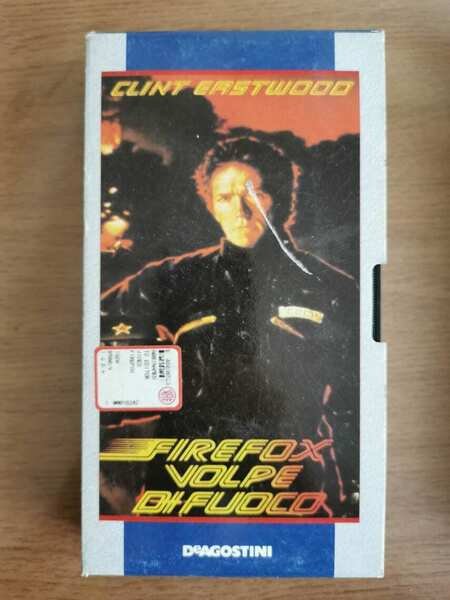 CLINT EASTWOOD
FIREFOX
VOLPE
DI FUOCO
DEAGOSTINI